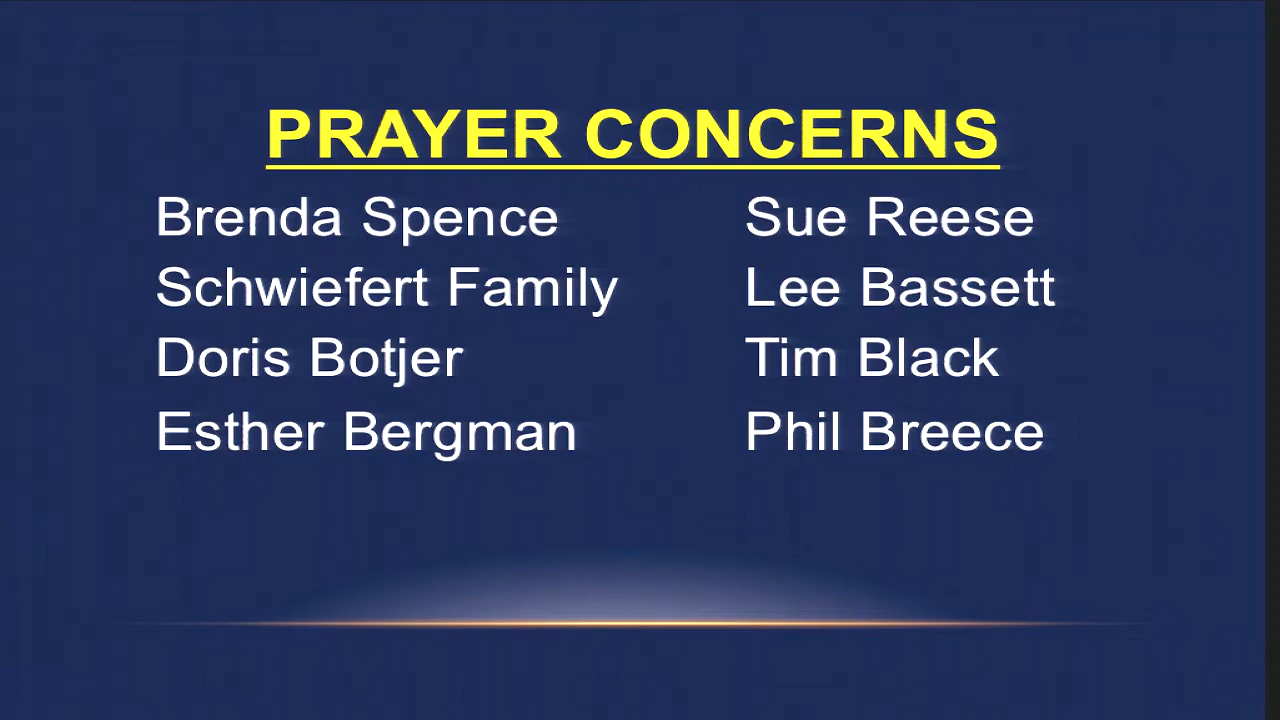 PRAYER CONCERNS
Brenda Spence
Schwiefert Family
Doris Botjer
Esther Bergman
Sue Reese
Lee Bassett
Tim Black
Phil Breece